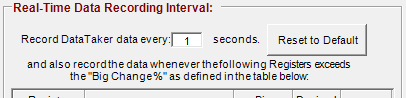 Real-Time Data Recording Interval:
Record DataTaker data every: 1 seconds. Reset to Default
and also record the data whenever the following Registers exceeds
the "Big Change%" as defined in the table below: